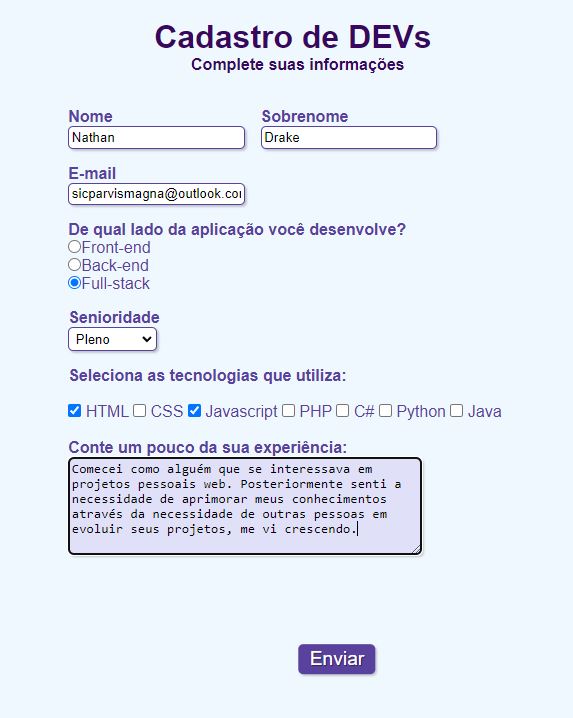 Cadastro de DEVs
Complete suas informações
Nome Sobrenome
Nathan Drake
E-mail
sicparvismagna@outlook.con
De qual lado da aplicação você desenvolve?
Front-end
Back-end
Full-stack
Senioridade
Pleno
Seleciona as tecnologias que utiliza:
HTML CSS Javascript PHP C# Python Java
Conte um pouco da sua experiência:
Comecei como alguém que se interessava em
projetos pessoais web. Posteriormente senti a
necessidade de aprimorar meus conhecimentos
através da necessidade de outras pessoas em
evoluir seus projetos, me vi crescendo.
Enviar